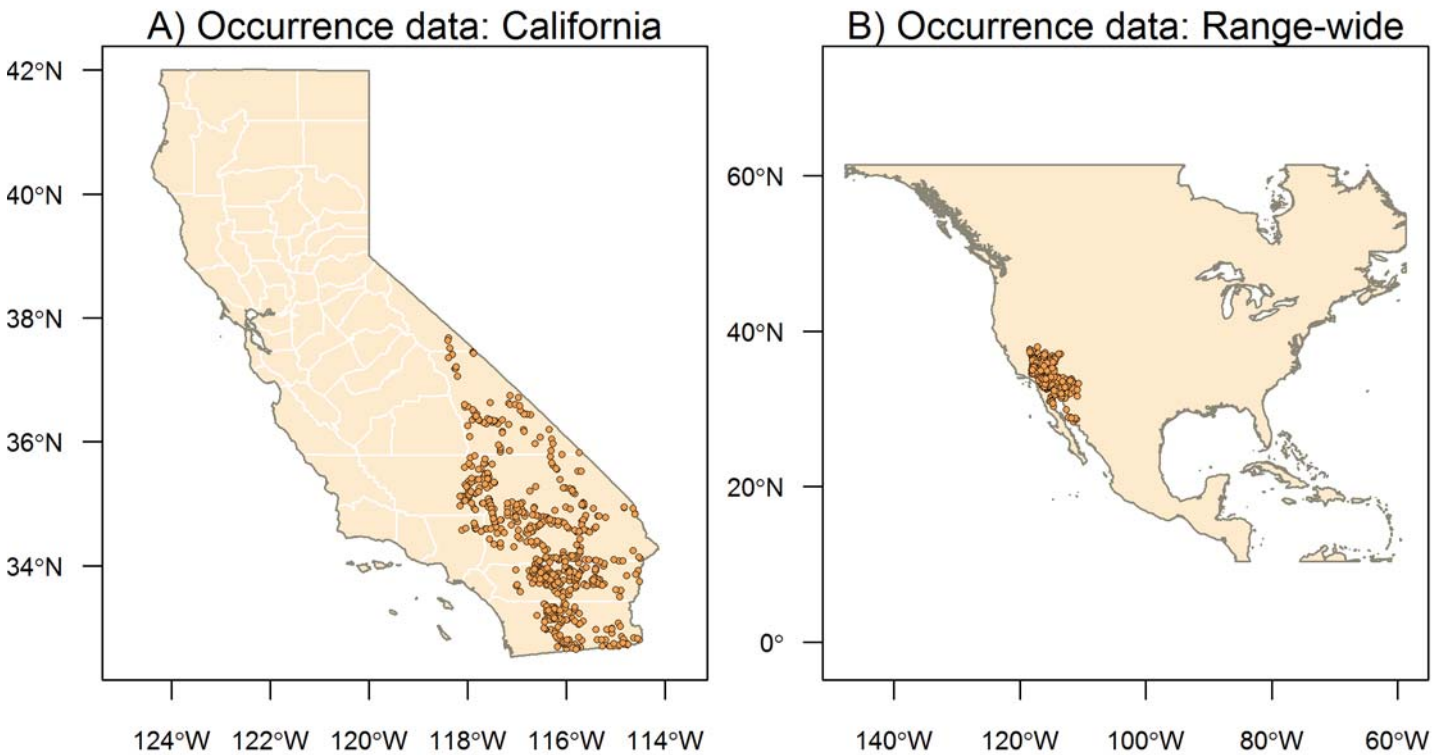 A) Occurrence data: California
42°N
40°N
38°N
36°N
34°N
124°W 122°W 120°W 118°W 116°W 114°W
B) Occurrence data: Range-wide
60°N
40°N
20°N
0°
140°W 120°W 100°W 80°W 60°W